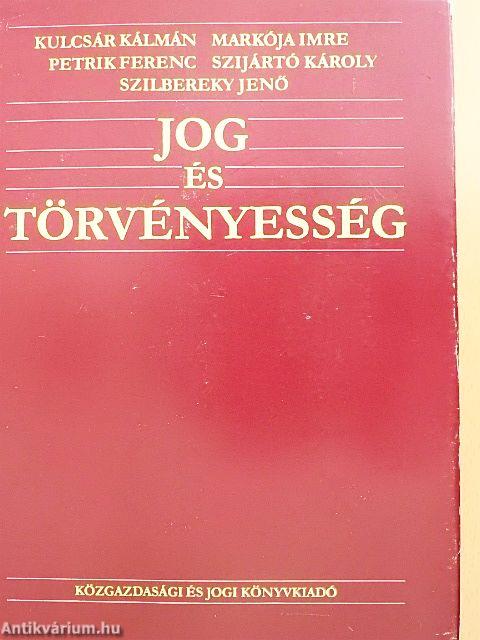 KULCSÁR KÁLMÁN MARKÓJA IMRE
PETRIK FERENC SZIJÁRTÓ KÁROLY
SZILBEREKY JENŐ
JOG
ÉS
TÖRVÉNYESSÉG
KÖZGAZDASÁGI ÉS JOGI KÖNYVKIADÓ
Antikvárium.hu